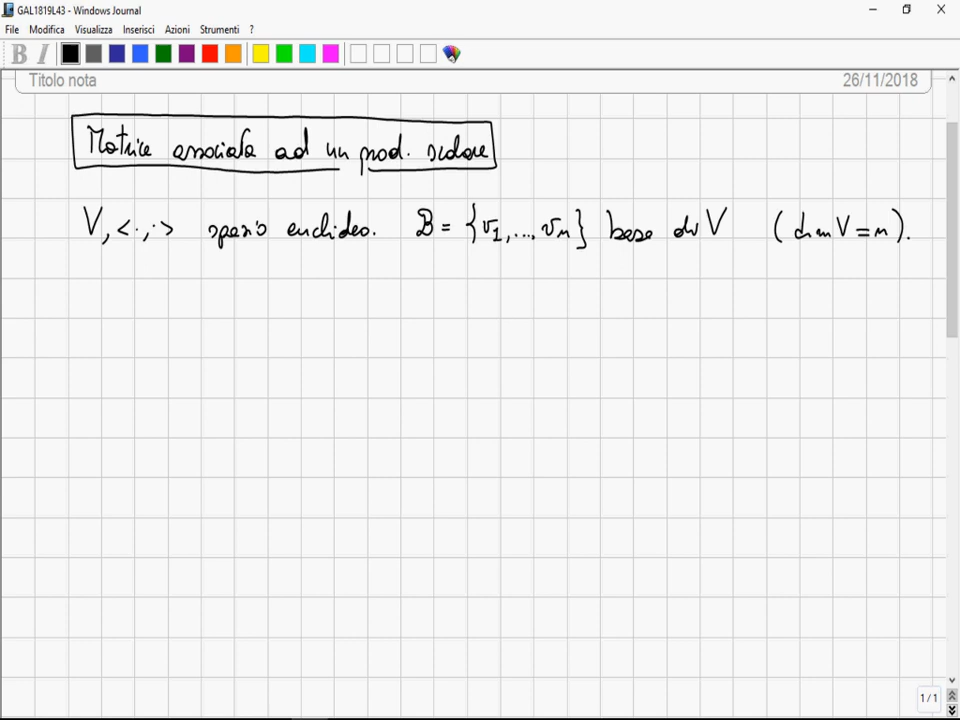 GAL1819L43 - Windows Journal
File Modifica Visualizza Inserisci Azioni Strumenti ?
B I
Titolo nota 26/11/2018
Matrice associata ad un prod. scalare
V, <·,·> spazio euclideo. B = {v1, ..., vn} base di V (dim V = n).
1/1